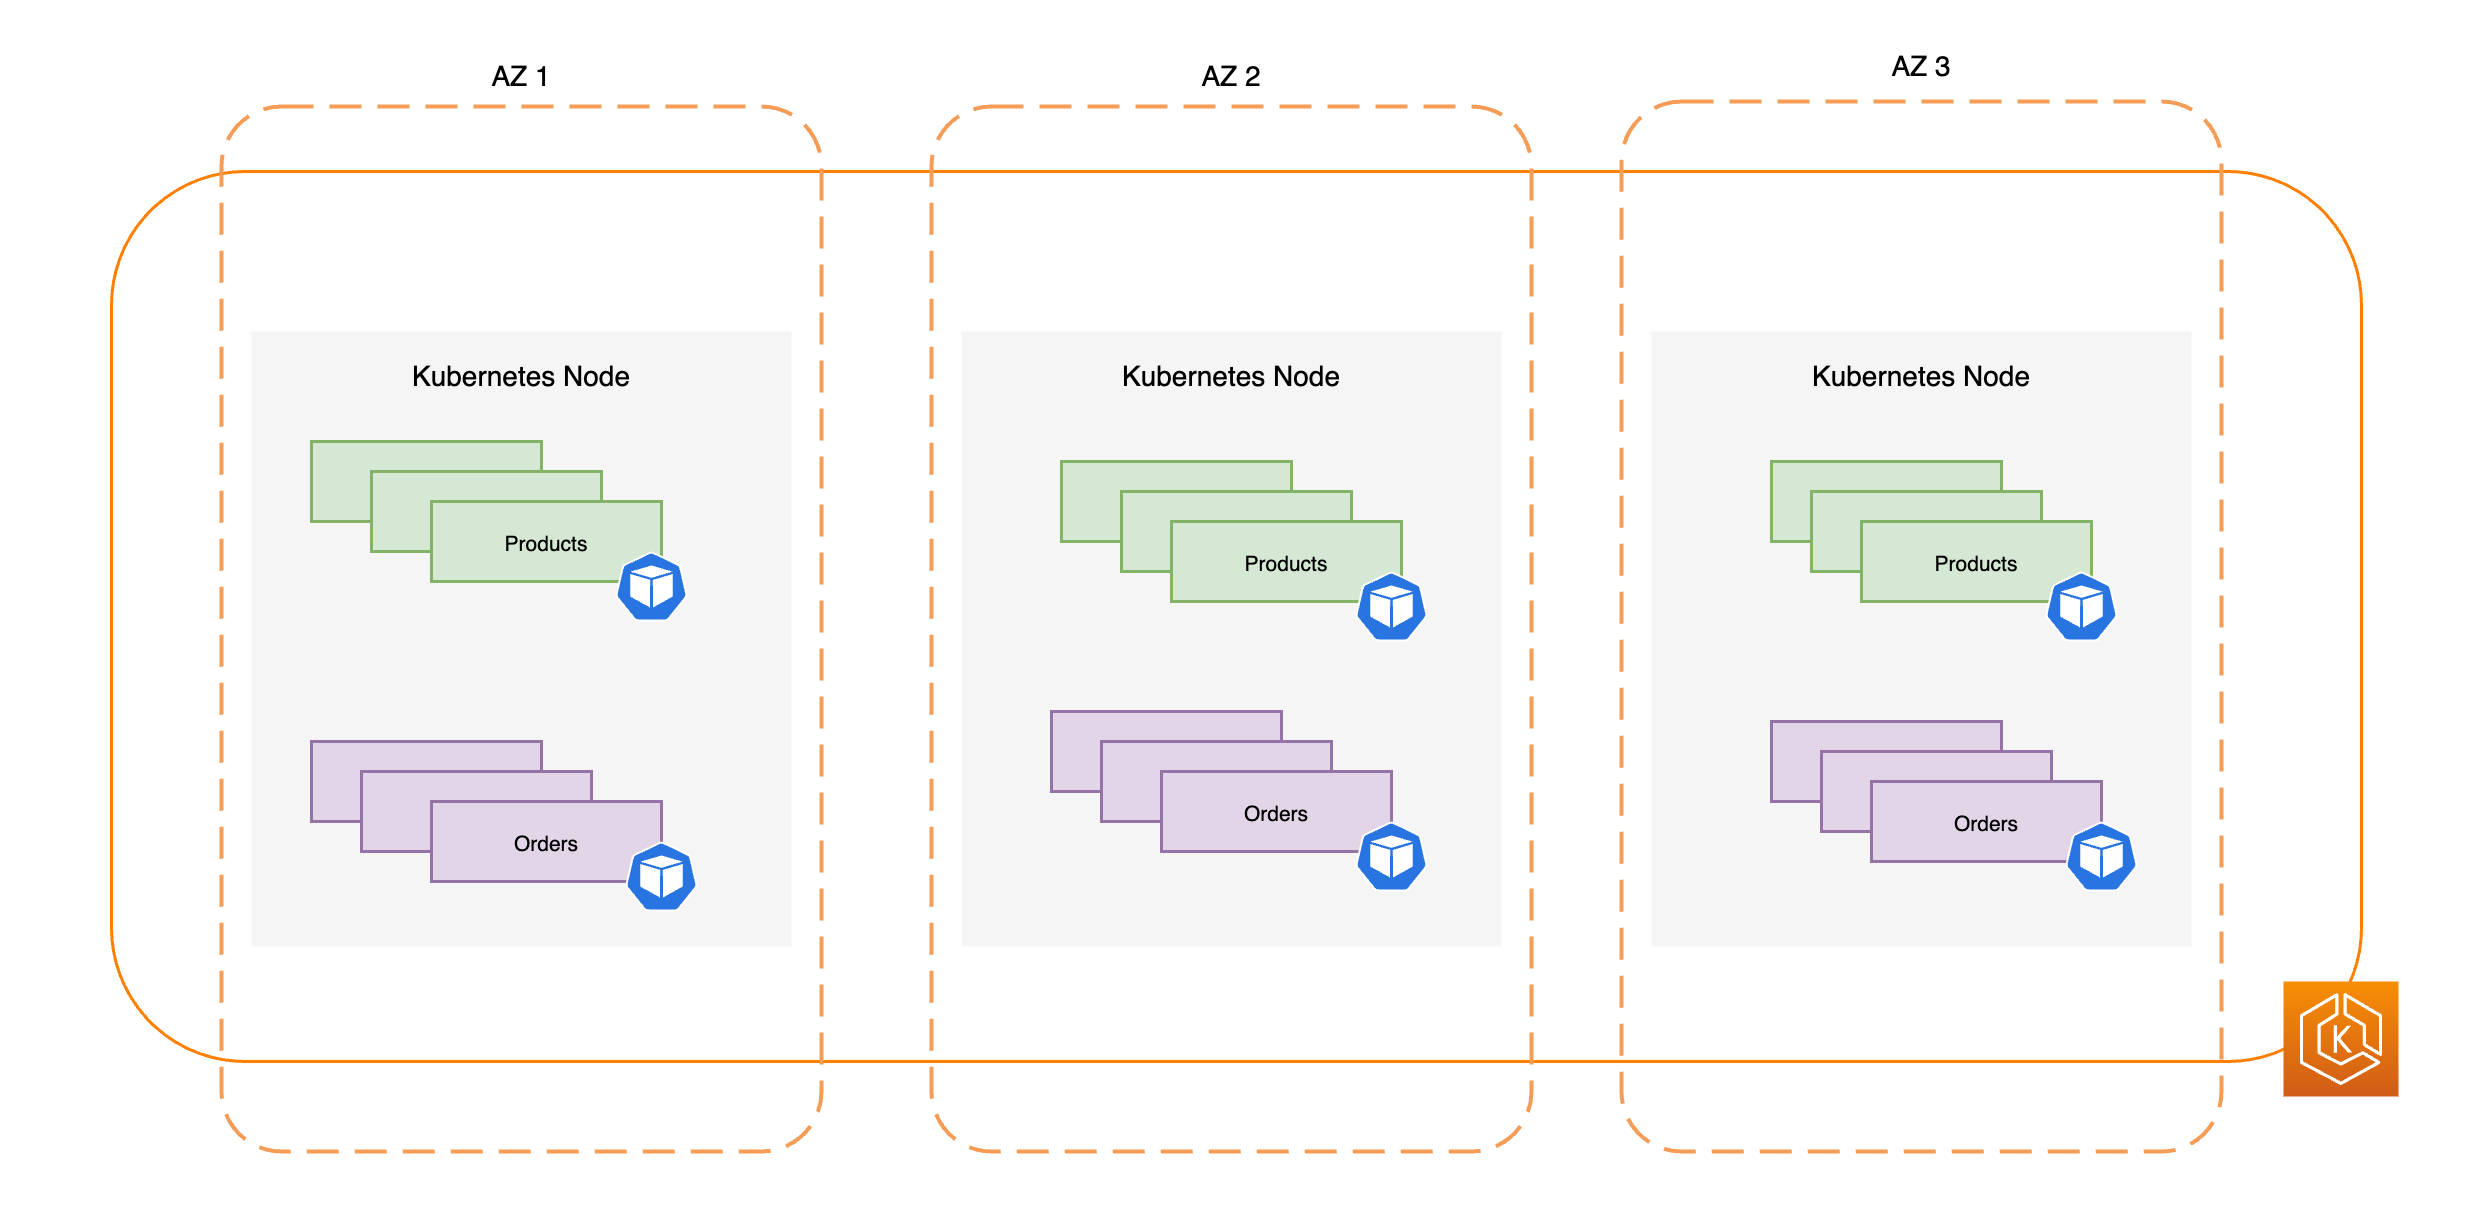 AZ 1
AZ 2
AZ 3
Kubernetes Node
Kubernetes Node
Kubernetes Node
Products
Products
Products
Orders
Orders
Orders
K